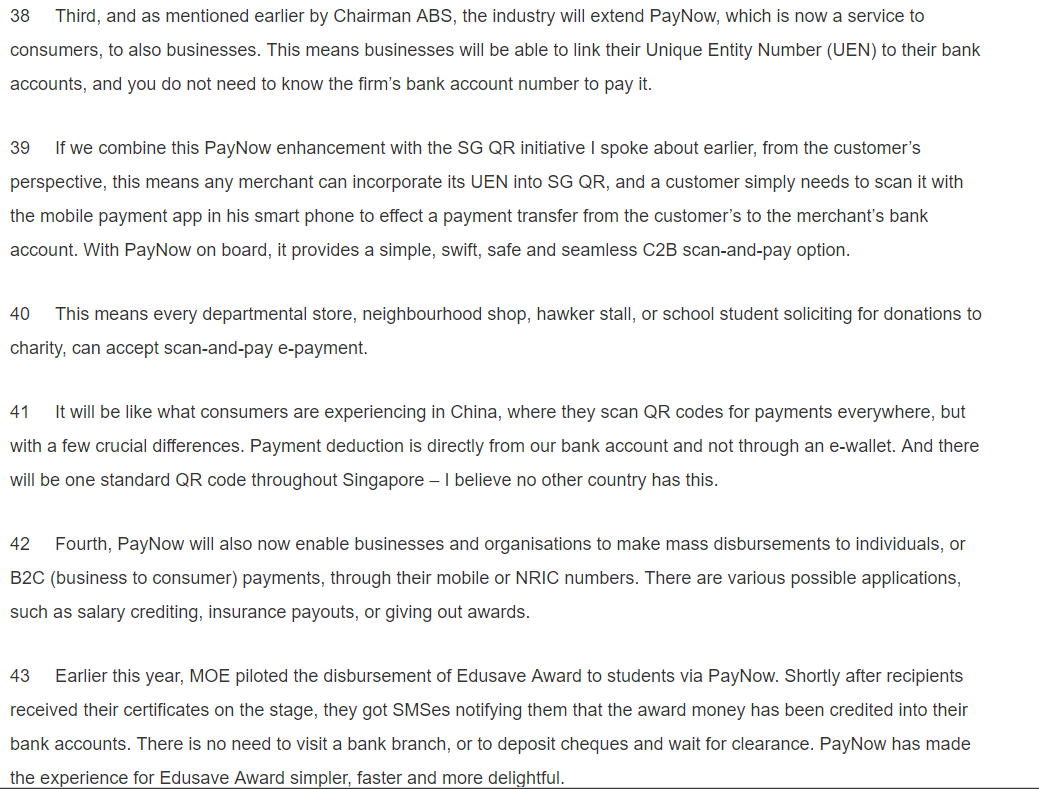 38 Third, and as mentioned earlier by Chairman ABS, the industry will extend PayNow, which is now a service to
consumers, to also businesses. This means businesses will be able to link their Unique Entity Number (UEN) to their bank
accounts, and you do not need to know the firm’s bank account number to pay it.
39 If we combine this PayNow enhancement with the SG QR initiative I spoke about earlier, from the customer’s
perspective, this means any merchant can incorporate its UEN into SG QR, and a customer simply needs to scan it with
the mobile payment app in his smart phone to effect a payment transfer from the customer’s to the merchant’s bank
account. With PayNow on board, it provides a simple, swift, safe and seamless C2B scan-and-pay option.
40 This means every departmental store, neighbourhood shop, hawker stall, or school student soliciting for donations to
charity, can accept scan-and-pay e-payment.
41 It will be like what consumers are experiencing in China, where they scan QR codes for payments everywhere, but
with a few crucial differences. Payment deduction is directly from our bank account and not through an e-wallet. And there
will be one standard QR code throughout Singapore – I believe no other country has this.
42 Fourth, PayNow will also now enable businesses and organisations to make mass disbursements to individuals, or
B2C (business to consumer) payments, through their mobile or NRIC numbers. There are various possible applications,
such as salary crediting, insurance payouts, or giving out awards.
43 Earlier this year, MOE piloted the disbursement of Edusave Award to students via PayNow. Shortly after recipients
received their certificates on the stage, they got SMSes notifying them that the award money has been credited into their
bank accounts. There is no need to visit a bank branch, or to deposit cheques and wait for clearance. PayNow has made
the experience for Edusave Award simpler, faster and more delightful.